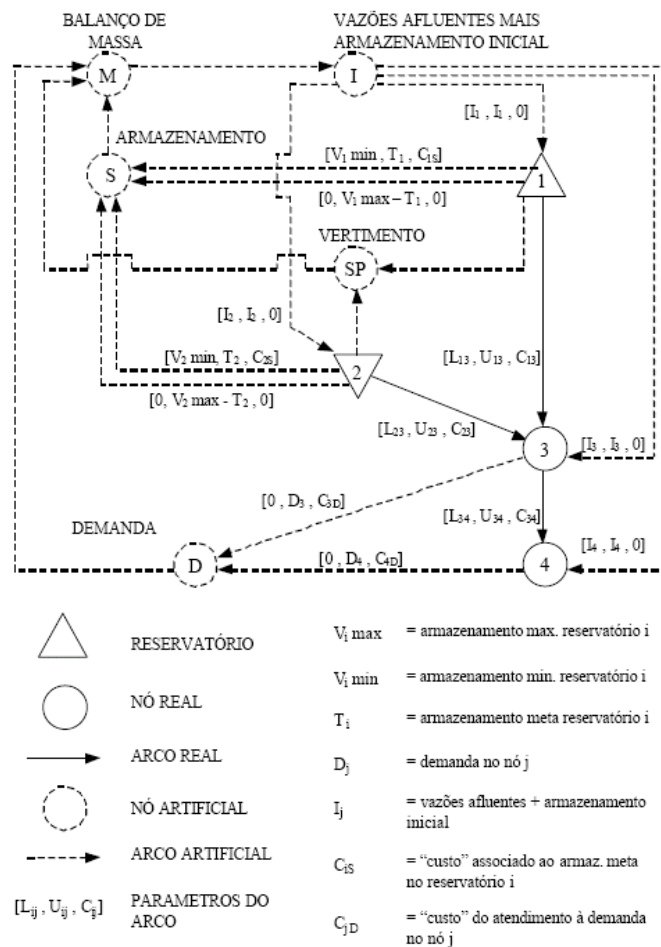 BALANÇO DE
MASSA
VAZÕES AFLUENTES MAIS
ARMAZENAMENTO INICIAL
M
I
[I1 , I1 , 0]
ARMAZENAMENTO
[V1 min , T1 , C1S]
S
1
[0, V1 max – T1 , 0]
VERTIMENTO
SP
[I2 , I2 , 0]
[V2 min, T2 , C2S]
2
[L13 , U13 , C13]
[0, V2 max - T2 , 0]
[L23 , U23 , C23]
3
[I3 , I3 , 0]
[0 , D3 , C3D]
[L34 , U34 , C34]
DEMANDA
[0 , D4 , C4D]
[I4 , I4 , 0]
D
4
RESERVATÓRIO
NÓ REAL
ARCO REAL
NÓ ARTIFICIAL
ARCO ARTIFICIAL
[Lij , Uij , Cij]
PARAMETROS DO
ARCO
Vi max = armazenamento max. reservatório i
Vi min = armazenamento min. reservatório i
Ti = armazenamento meta reservatório i
Dj = demanda no nó j
Ij = vazões afluentes + armazenamento
inicial
CiS = “custo” associado ao armaz. meta
no reservatório i
CjD = “custo” do atendimento à demanda
no nó j